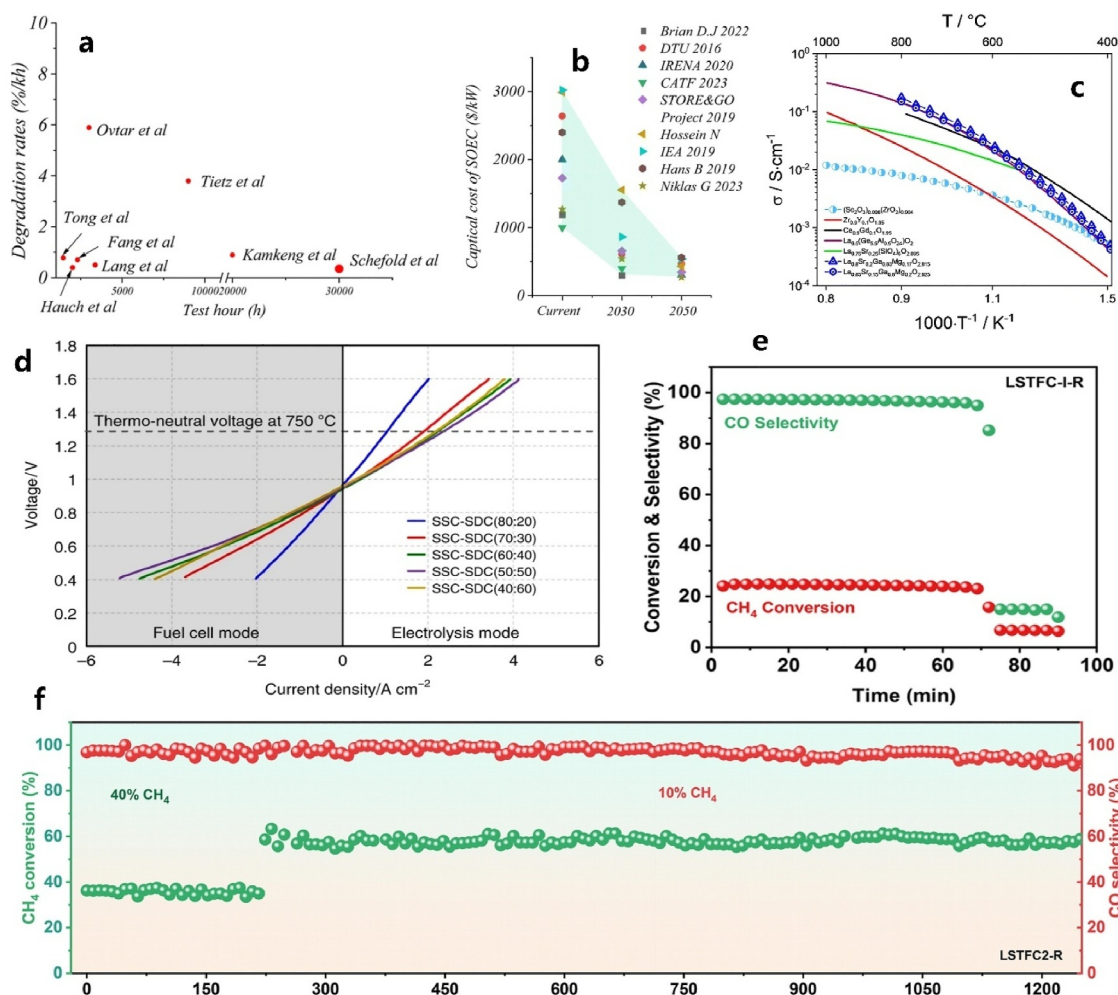 a
Degradation rates (%/kh)
8
6
4
2
0
Ovtar et al
Tietz et al
Tong et al
Fang et al
Lang et al
Hauch et al
Kamkeng et al
Schefold et al
5000
10000
20000
30000
Test hour (h)
b
Captical cost of SOEC ($/kW)
3000
2000
1000
0
Current
2030
2050
Brian D.J 2022
DTU 2016
IRENA 2020
CATF 2023
STORE&GO
Project 2019
Hossein N
IEA 2019
Hans B 2019
Niklas G 2023
T / °C
1000
800
600
400
c
σ / S·cm⁻¹
10⁰
10⁻¹
10⁻²
10⁻³
10⁻⁴
0.8
0.9
1.1
1.5
1000·T⁻¹ / K⁻¹
d
Voltage/V
1.8
1.6
1.4
1.2
1
0.8
0.6
0.4
0.2
0
Thermo-neutral voltage at 750 °C
SSC-SDC(80:20)
SSC-SDC(70:30)
SSC-SDC(60:40)
SSC-SDC(50:50)
SSC-SDC(40:60)
Fuel cell mode
Electrolysis mode
−6
−4
−2
0
2
4
6
Current density/A cm⁻²
e
LSTFC-I-R
Conversion & Selectivity (%)
100
80
60
40
20
0
CO Selectivity
CH₄ Conversion
0
20
40
60
80
100
Time (min)
f
CH₄ conversion (%)
100
80
60
40
20
0
40% CH₄
10% CH₄
LSTFC2-R
CO selectivity (%)
100
80
60
40
20
0
0
150
300
450
600
750
900
1050
1200